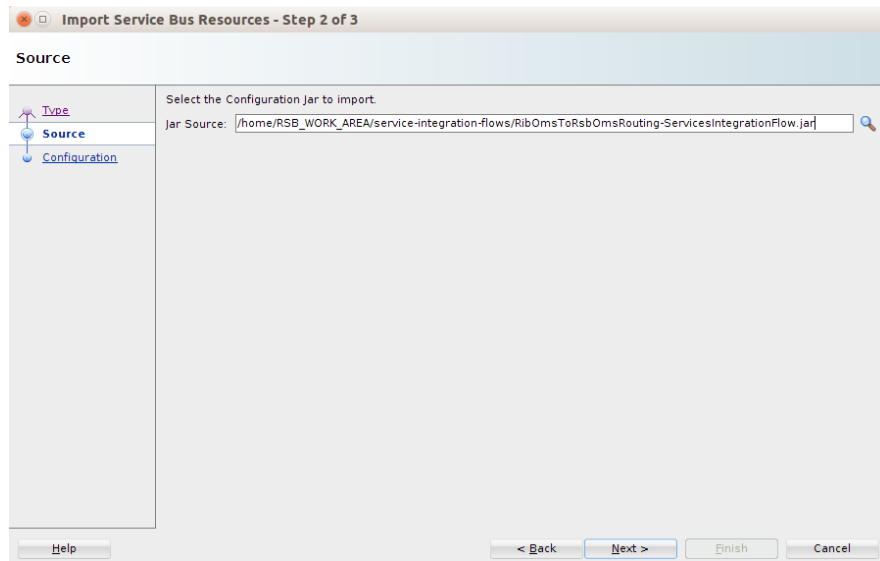 Import Service Bus Resources - Step 2 of 3
Source
Type
Source
Configuration
Select the Configuration Jar to import.
Jar Source: /home/RSB_WORK_AREA/service-integration-flows/RibOmsToRsbOmsRouting-ServicesIntegrationFlow.jar
Help
< Back
Next >
Finish
Cancel